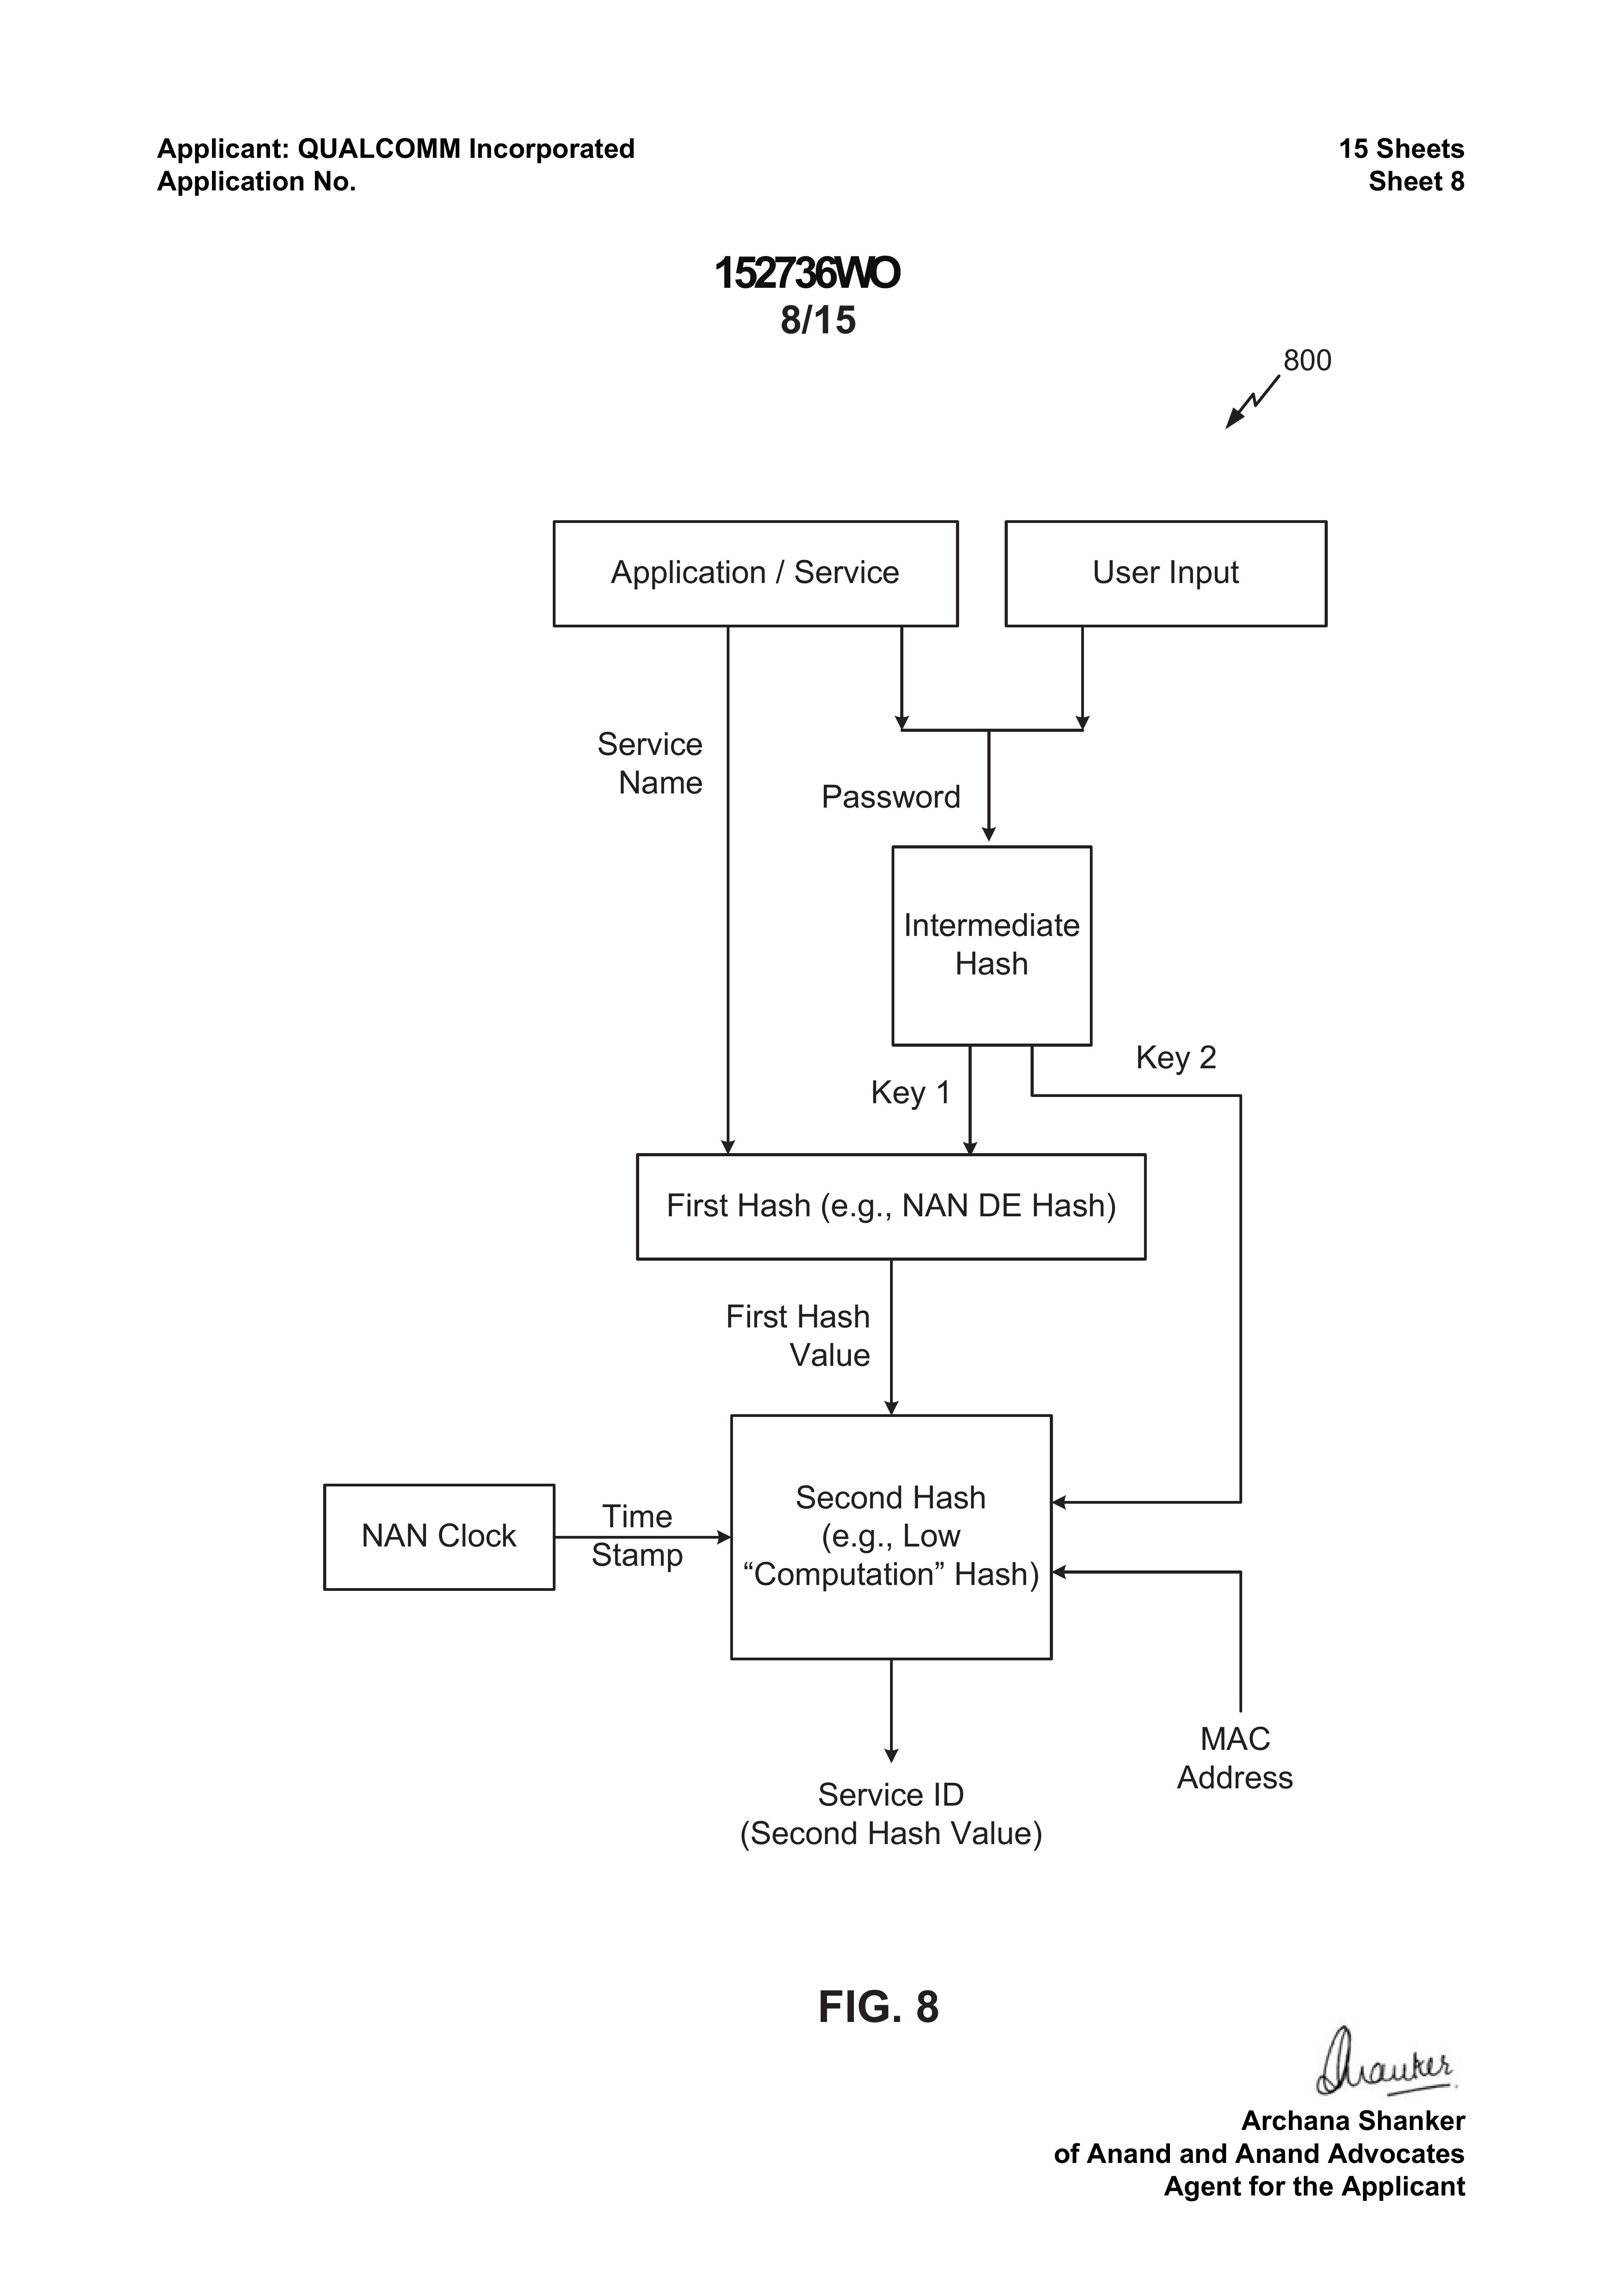 Applicant: QUALCOMM Incorporated
Application No.
15 Sheets
Sheet 8
152736WO
8/15
800
Application / Service
User Input
Service
Name
Password
Intermediate
Hash
Key 2
Key 1
First Hash (e.g., NAN DE Hash)
First Hash
Value
NAN Clock
Time
Stamp
Second Hash
(e.g., Low
“Computation” Hash)
MAC
Address
Service ID
(Second Hash Value)
FIG. 8
Shanker
Archana Shanker
of Anand and Anand Advocates
Agent for the Applicant